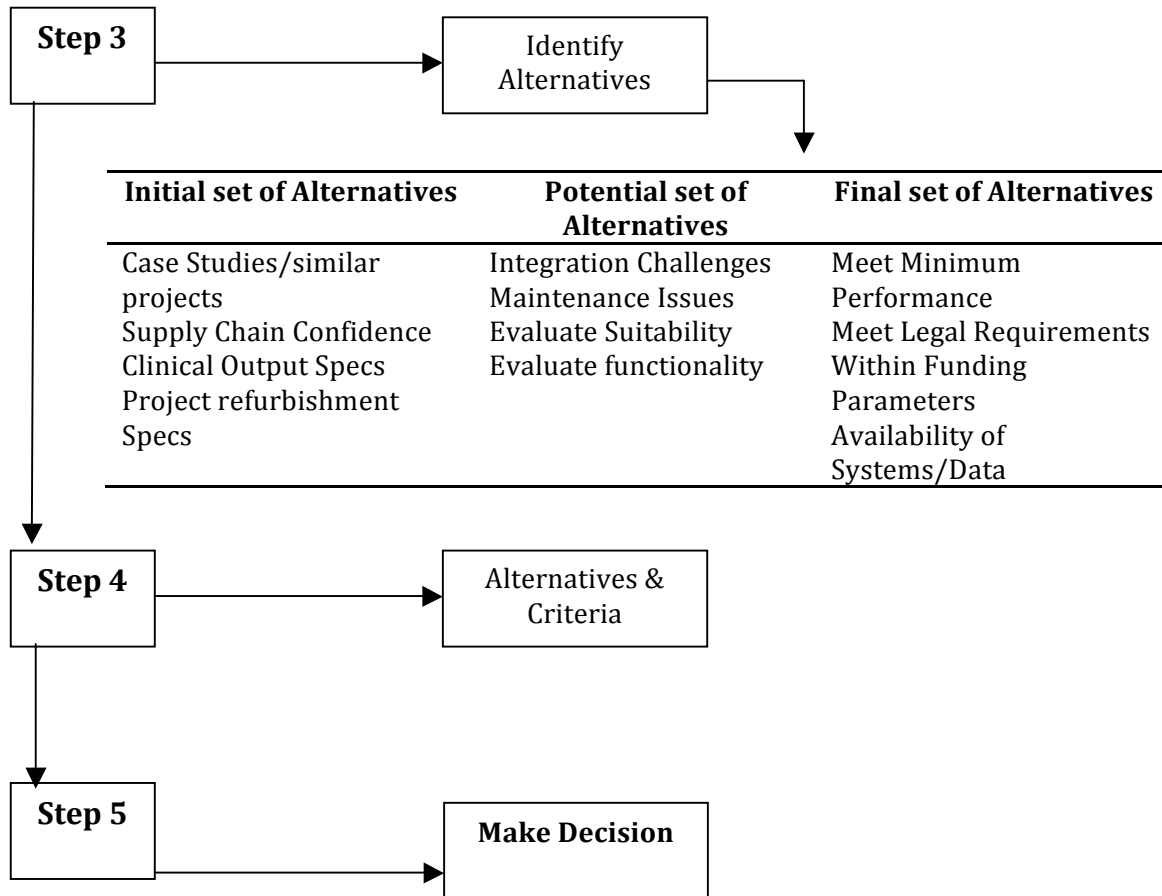 Step 3
Identify
Alternatives
Initial set of Alternatives
Potential set of
Alternatives
Final set of Alternatives
Case Studies/similar
projects
Supply Chain Confidence
Clinical Output Specs
Project refurbishment
Specs
Integration Challenges
Maintenance Issues
Evaluate Suitability
Evaluate functionality
Meet Minimum
Performance
Meet Legal Requirements
Within Funding
Parameters
Availability of
Systems/Data
Step 4
Alternatives &
Criteria
Step 5
Make Decision